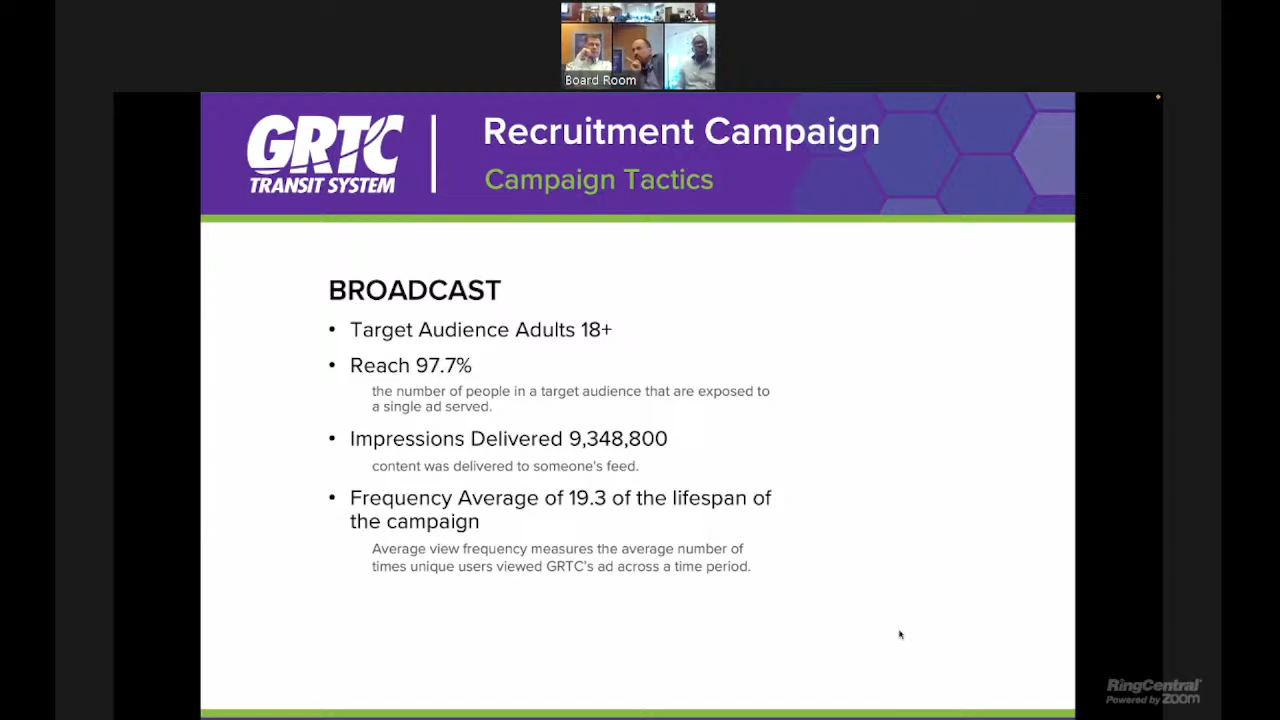 Board Room
GRTC
TRANSIT SYSTEM
Recruitment Campaign
Campaign Tactics
BROADCAST
• Target Audience Adults 18+
• Reach 97.7%
the number of people in a target audience that are exposed to
a single ad served.
• Impressions Delivered 9,348,800
content was delivered to someone's feed.
• Frequency Average of 19.3 of the lifespan of
the campaign
Average view frequency measures the average number of
times unique users viewed GRTC's ad across a time period.
RingCentral
Powered by zoom